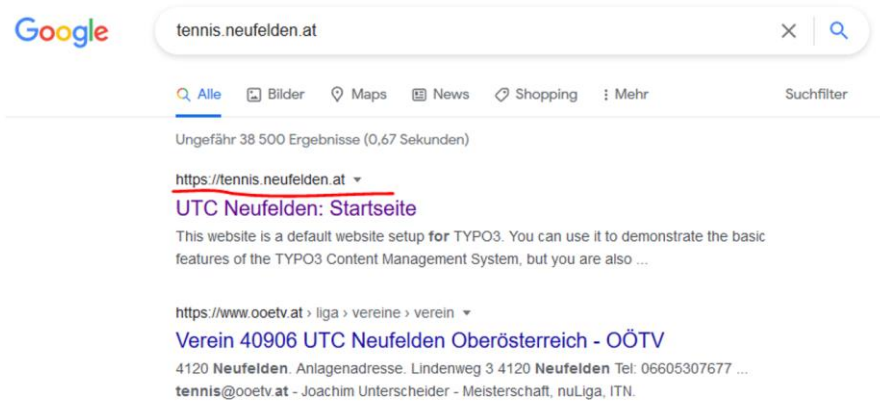 Google
tennis.neufelden.at
Alle Bilder Maps News Shopping Mehr Suchfilter
Ungefähr 38 500 Ergebnisse (0,67 Sekunden)
https://tennis.neufelden.at
UTC Neufelden: Startseite
This website is a default website setup for TYPO3. You can use it to demonstrate the basic
features of the TYPO3 Content Management System, but you are also ...
https://www.ooetv.at › liga › vereine › verein
Verein 40906 UTC Neufelden Oberösterreich - OÖTV
4120 Neufelden. Anlagenadresse. Lindenweg 3 4120 Neufelden Tel: 06605307677 ...
tennis@ooetv.at - Joachim Unterscheider - Meisterschaft, nuLiga, ITN.